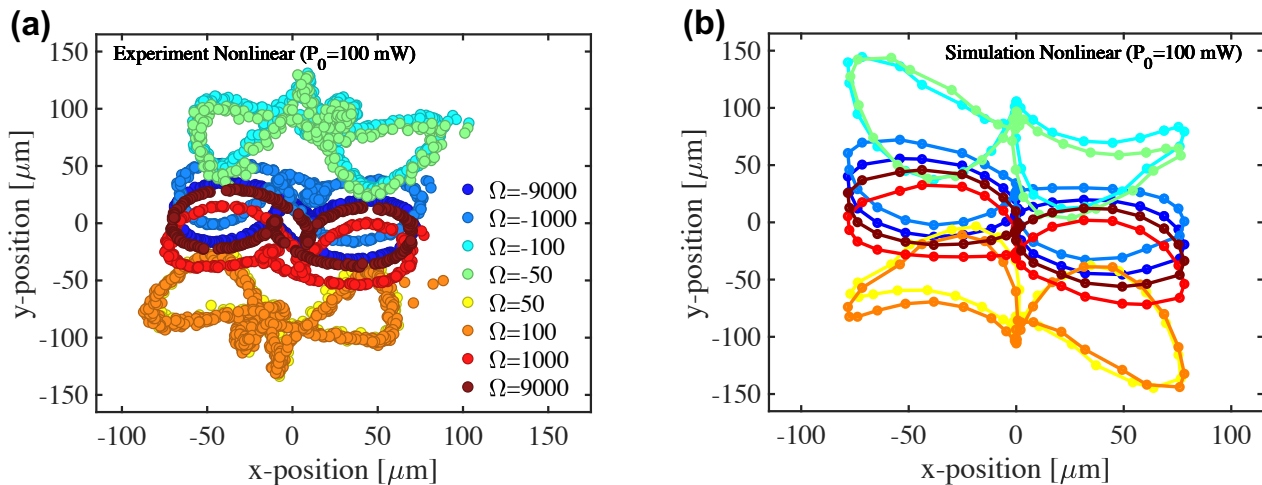 (a)
Experiment Nonlinear (P0=100 mW)
150
100
50
0
-50
-100
-150
y-position [μm]
-100
-50
0
50
100
150
x-position [μm]
Ω=-9000
Ω=-1000
Ω=-100
Ω=-50
Ω=50
Ω=100
Ω=1000
Ω=9000
(b)
Simulation Nonlinear (P0=100 mW)
150
100
50
0
-50
-100
-150
y-position [μm]
-100
-50
0
50
100
x-position [μm]